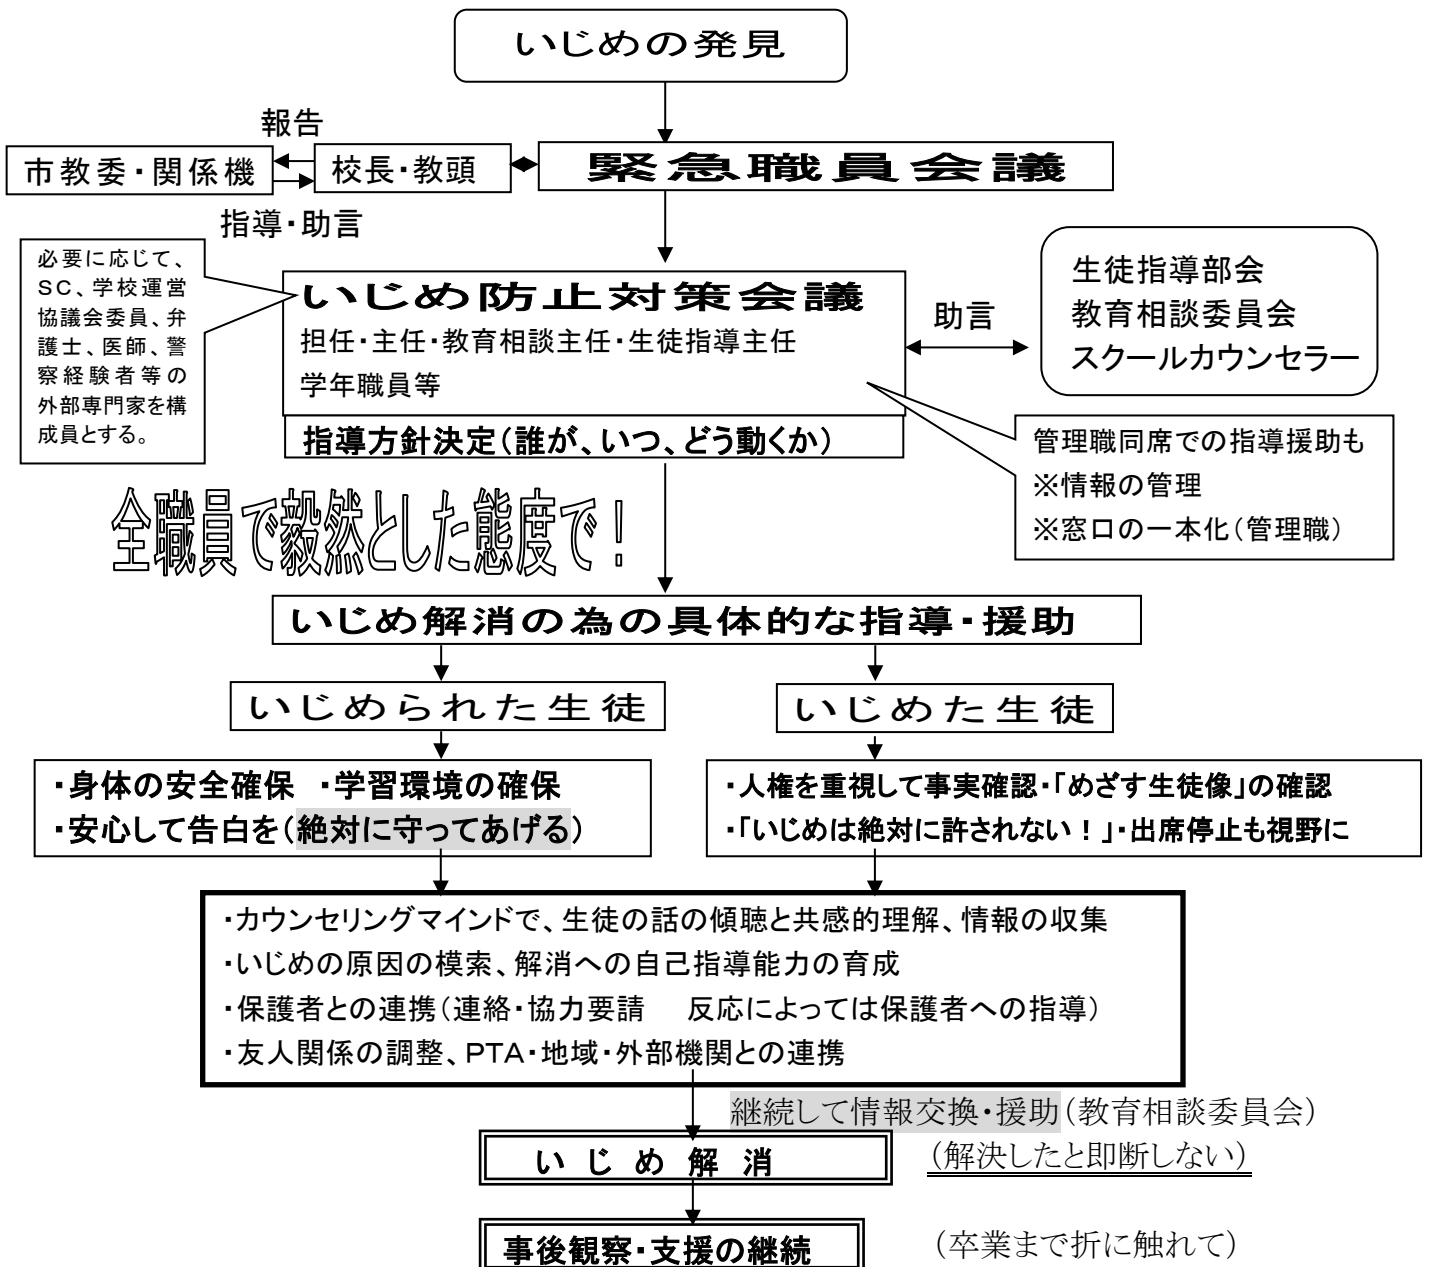 いじめの発見
報告
市教委・関係機
校長・教頭
緊急職員会議
指導・助言
必要に応じて、
SC、学校運営
協議会委員、弁
護士、医師、警
察経験者等の
外部専門家を構
成員とする。
いじめ防止対策会議
担任・主任・教育相談主任・生徒指導主任
学年職員等
指導方針決定(誰が、いつ、どう動くか)
助言
生徒指導部会
教育相談委員会
スクールカウンセラー
管理職同席での指導援助も
※情報の管理
※窓口の一本化(管理職)
全職員で毅然とした態度で!
いじめ解消の為の具体的な指導・援助
いじめられた生徒
いじめた生徒
・身体の安全確保 ・学習環境の確保
・安心して告白を(絶対に守ってあげる)
・人権を重視して事実確認・「めざす生徒像」の確認
・「いじめは絶対に許されない!」・出席停止も視野に
・カウンセリングマインドで、生徒の話の傾聴と共感的理解、情報の収集
・いじめの原因の模索、解消への自己指導能力の育成
・保護者との連携(連絡・協力要請 反応によっては保護者への指導)
・友人関係の調整、PTA・地域・外部機関との連携
継続して情報交換・援助(教育相談委員会)
いじめ解消
(解決したと即断しない)
事後観察・支援の継続
(卒業まで折に触れて)